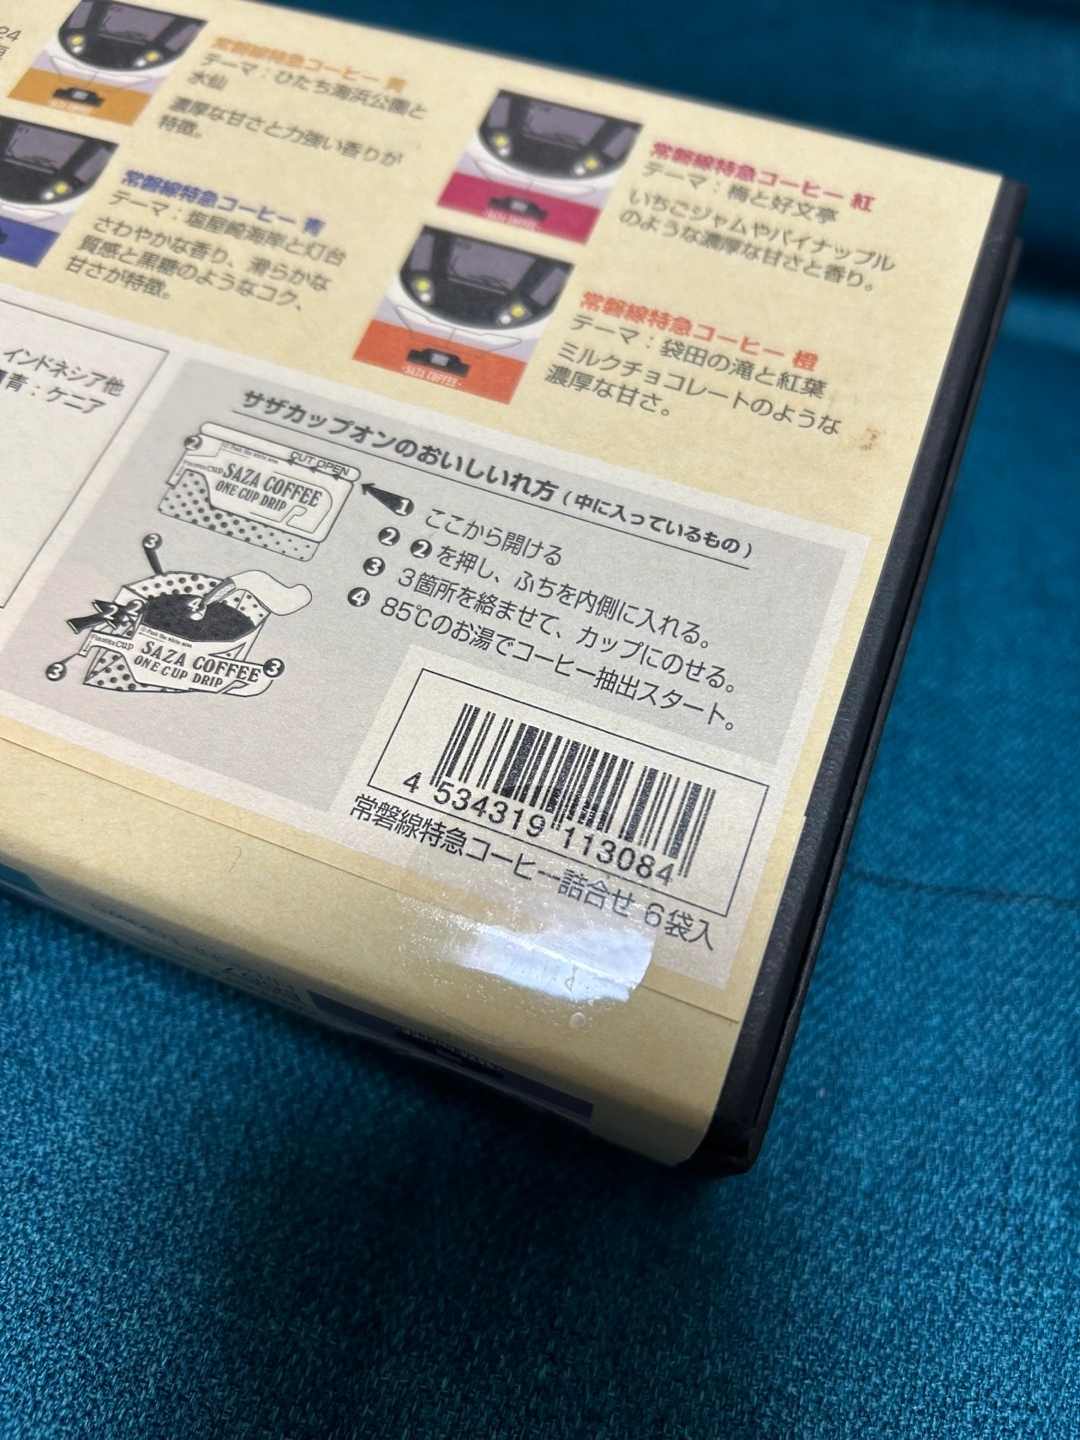 24
常磐線特急コーヒー 青
テーマ：ひたち海浜公園と
水仙
濃厚な甘さと力強い香りが
特徴。
常磐線特急コーヒー 青
テーマ：塩屋崎海岸と灯台
さわやかな香り、滑らかな
質感と黒糖のようなコク、
甘さが特徴。
常磐線特急コーヒー 紅
テーマ：梅と好文亭
いちごジャムやパイナップル
のような濃厚な甘さと香り。
常磐線特急コーヒー 橙
テーマ：袋田の滝と紅葉
ミルクチョコレートのような
濃厚な甘さ。
SAZA COFFEE
インドネシア他
青：ケニア
サザカップオンのおいしいいれ方（中に入っているもの）
CUT OPEN
SAZA COFFEE
ONE CUP DRIP
❶ ここから開ける
❷ ❷を押し、ふちを内側に入れる。
❸ 3箇所を絡ませて、カップにのせる。
❹ 85℃のお湯でコーヒー抽出スタート。
SAZA COFFEE
ONE CUP DRIP
4 534319 113084
常磐線特急コーヒー詰合せ 6袋入